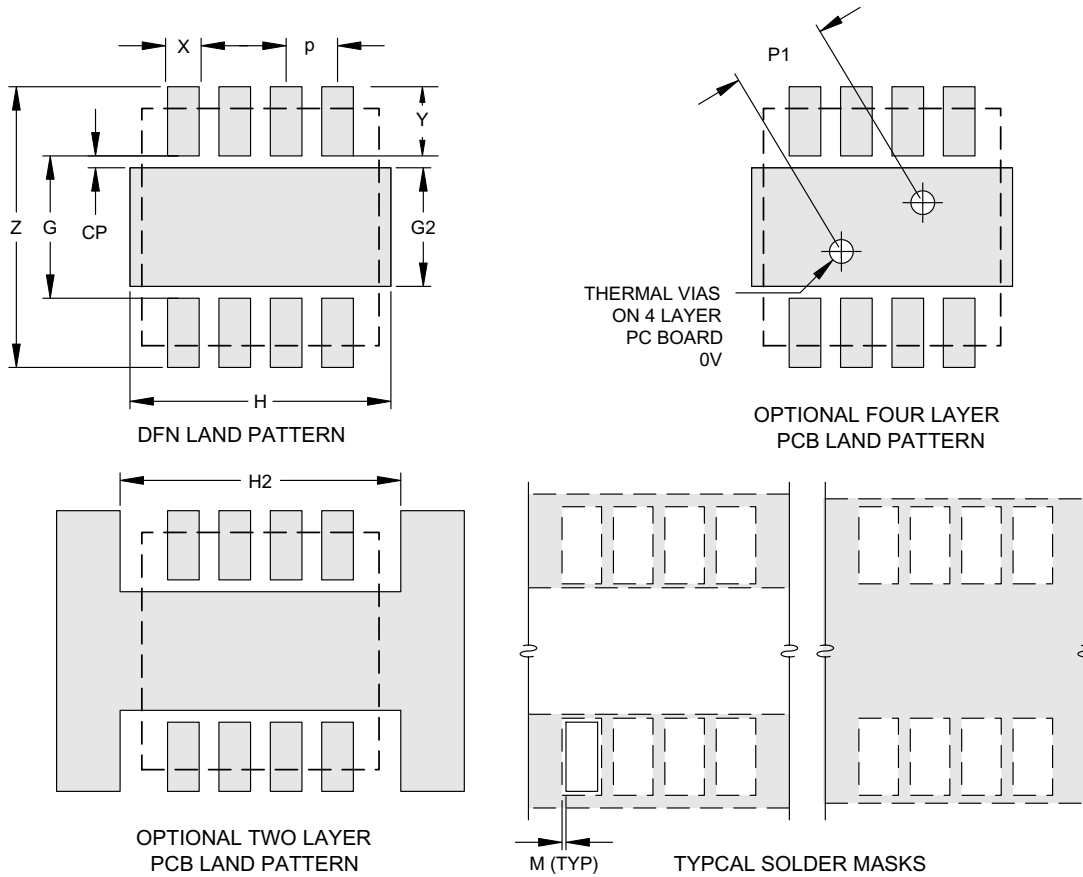 X
p
P1
Y
Z
G
CP
G2
H
DFN LAND PATTERN
THERMAL VIAS
ON 4 LAYER
PC BOARD
0V
OPTIONAL FOUR LAYER
PCB LAND PATTERN
H2
OPTIONAL TWO LAYER
PCB LAND PATTERN
M (TYP)
TYPCAL SOLDER MASKS